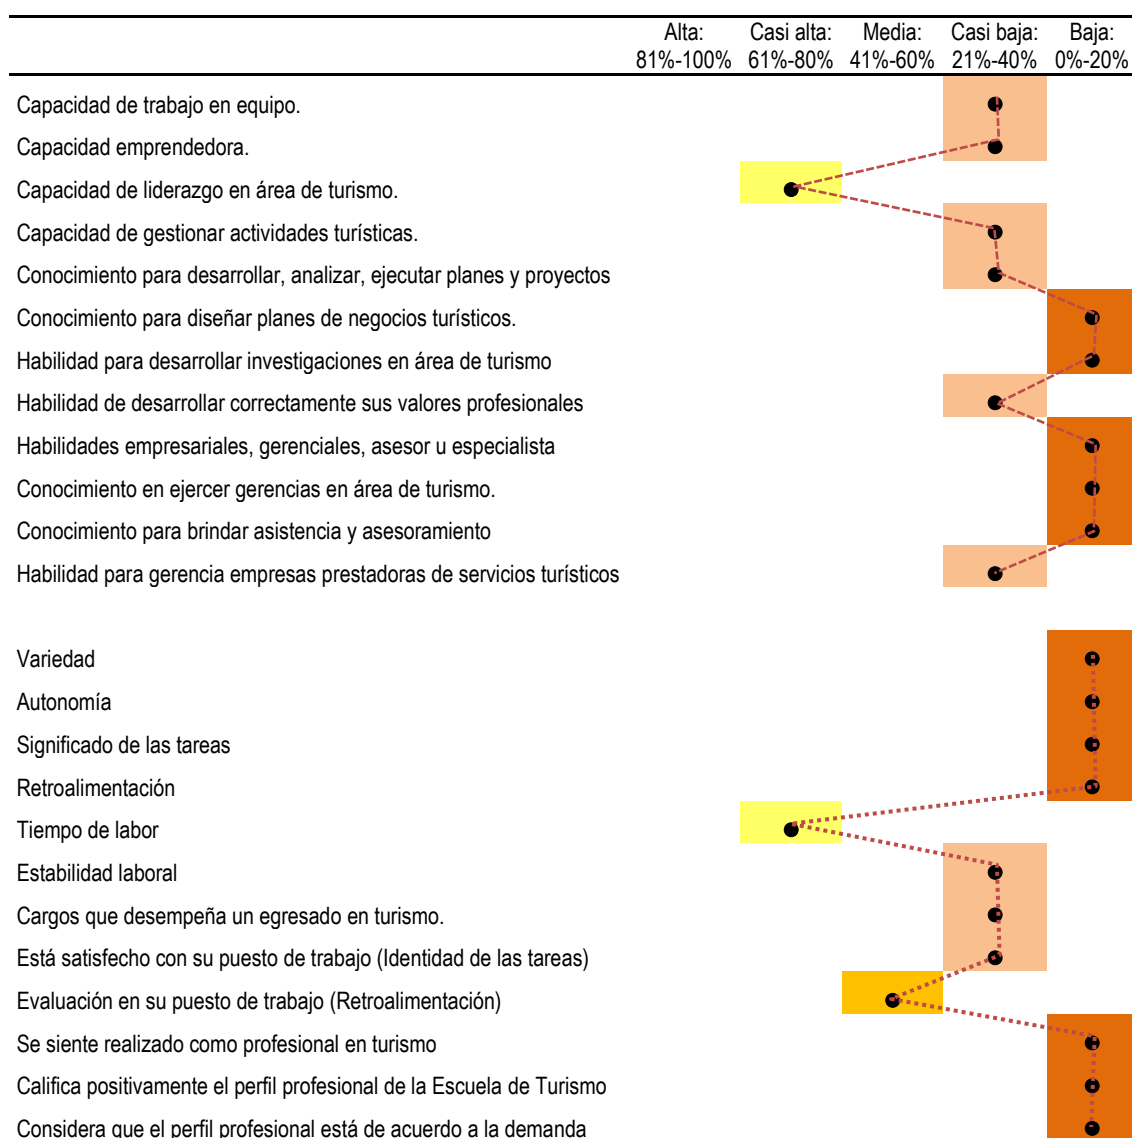 Alta: Casi alta: Media: Casi baja: Baja:
81%-100% 61%-80% 41%-60% 21%-40% 0%-20%
Capacidad de trabajo en equipo.
Capacidad emprendedora.
Capacidad de liderazgo en área de turismo.
Capacidad de gestionar actividades turísticas.
Conocimiento para desarrollar, analizar, ejecutar planes y proyectos
Conocimiento para diseñar planes de negocios turísticos.
Habilidad para desarrollar investigaciones en área de turismo
Habilidad de desarrollar correctamente sus valores profesionales
Habilidades empresariales, gerenciales, asesor u especialista
Conocimiento en ejercer gerencias en área de turismo.
Conocimiento para brindar asistencia y asesoramiento
Habilidad para gerencia empresas prestadoras de servicios turísticos
Variedad
Autonomía
Significado de las tareas
Retroalimentación
Tiempo de labor
Estabilidad laboral
Cargos que desempeña un egresado en turismo.
Está satisfecho con su puesto de trabajo (Identidad de las tareas)
Evaluación en su puesto de trabajo (Retroalimentación)
Se siente realizado como profesional en turismo
Califica positivamente el perfil profesional de la Escuela de Turismo
Considera que el perfil profesional está de acuerdo a la demanda